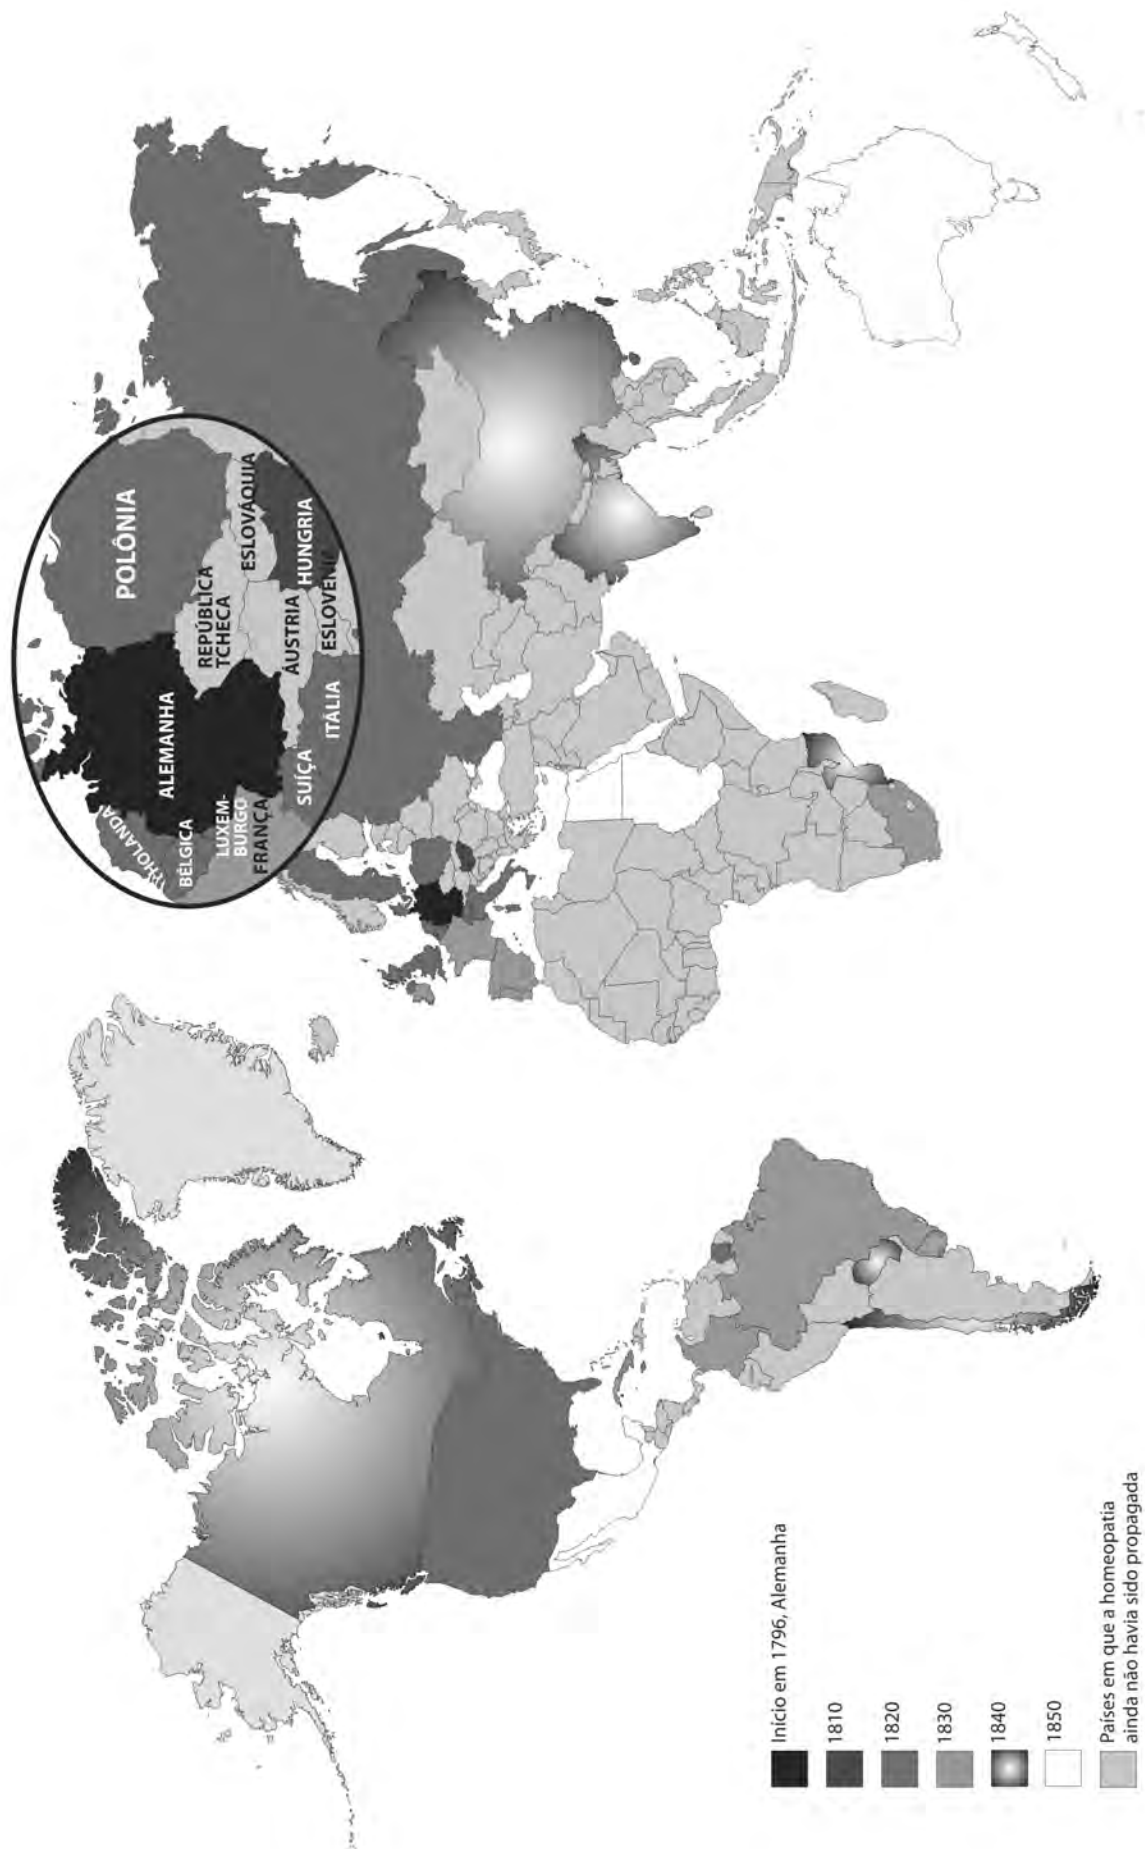 POLÔNIA
ALEMANHA
REPÚBLICA
TCHECA
ESLOVÁQUIA
HOLANDA
BÉLGICA
LUXEM-
BURGO
FRANÇA
SUÍÇA
ITÁLIA
ÁUSTRIA
HUNGRIA
ESLOVENI
Início em 1796, Alemanha
1810
1820
1830
1840
1850
Países em que a homeopatia
ainda não havia sido propagada